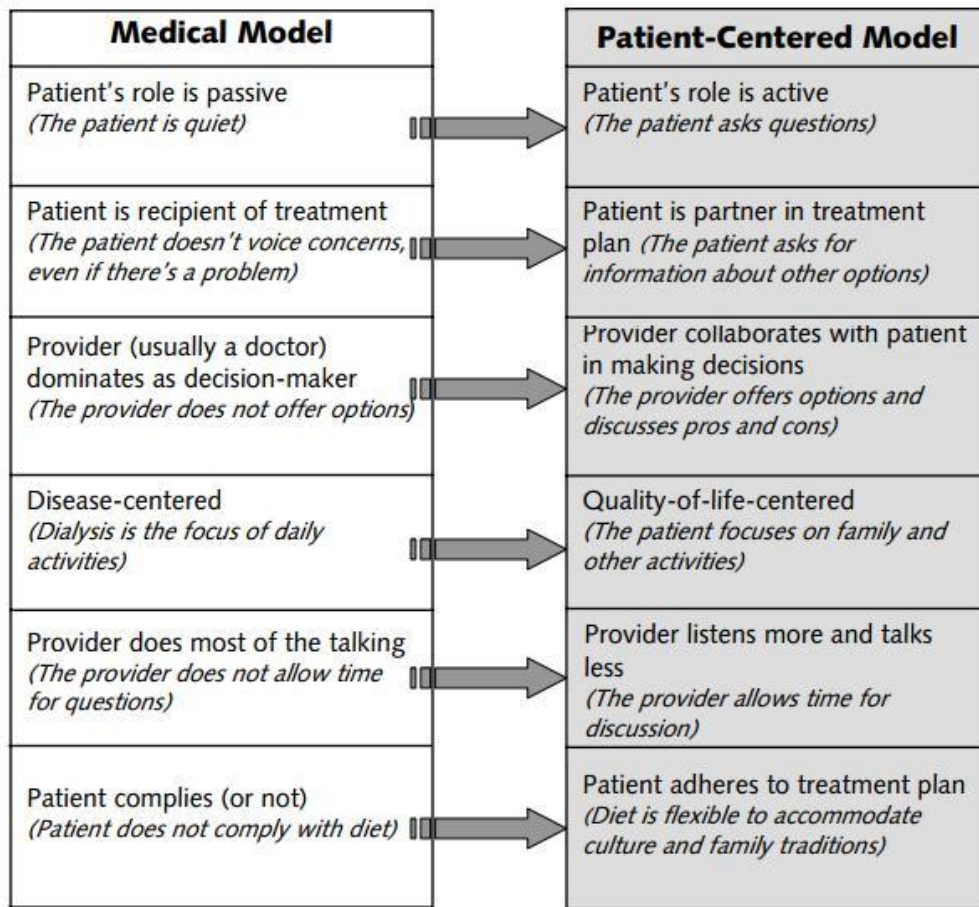 Medical Model
Patient-Centered Model
Patient's role is passive
(The patient is quiet)
Patient's role is active
(The patient asks questions)
Patient is recipient of treatment
(The patient doesn't voice concerns,
even if there's a problem)
Patient is partner in treatment
plan (The patient asks for
information about other options)
Provider (usually a doctor)
dominates as decision-maker
(The provider does not offer options)
Provider collaborates with patient
in making decisions
(The provider offers options and
discusses pros and cons)
Disease-centered
(Dialysis is the focus of daily
activities)
Quality-of-life-centered
(The patient focuses on family and
other activities)
Provider does most of the talking
(The provider does not allow time
for questions)
Provider listens more and talks
less
(The provider allows time for
discussion)
Patient complies (or not)
(Patient does not comply with diet)
Patient adheres to treatment plan
(Diet is flexible to accommodate
culture and family traditions)